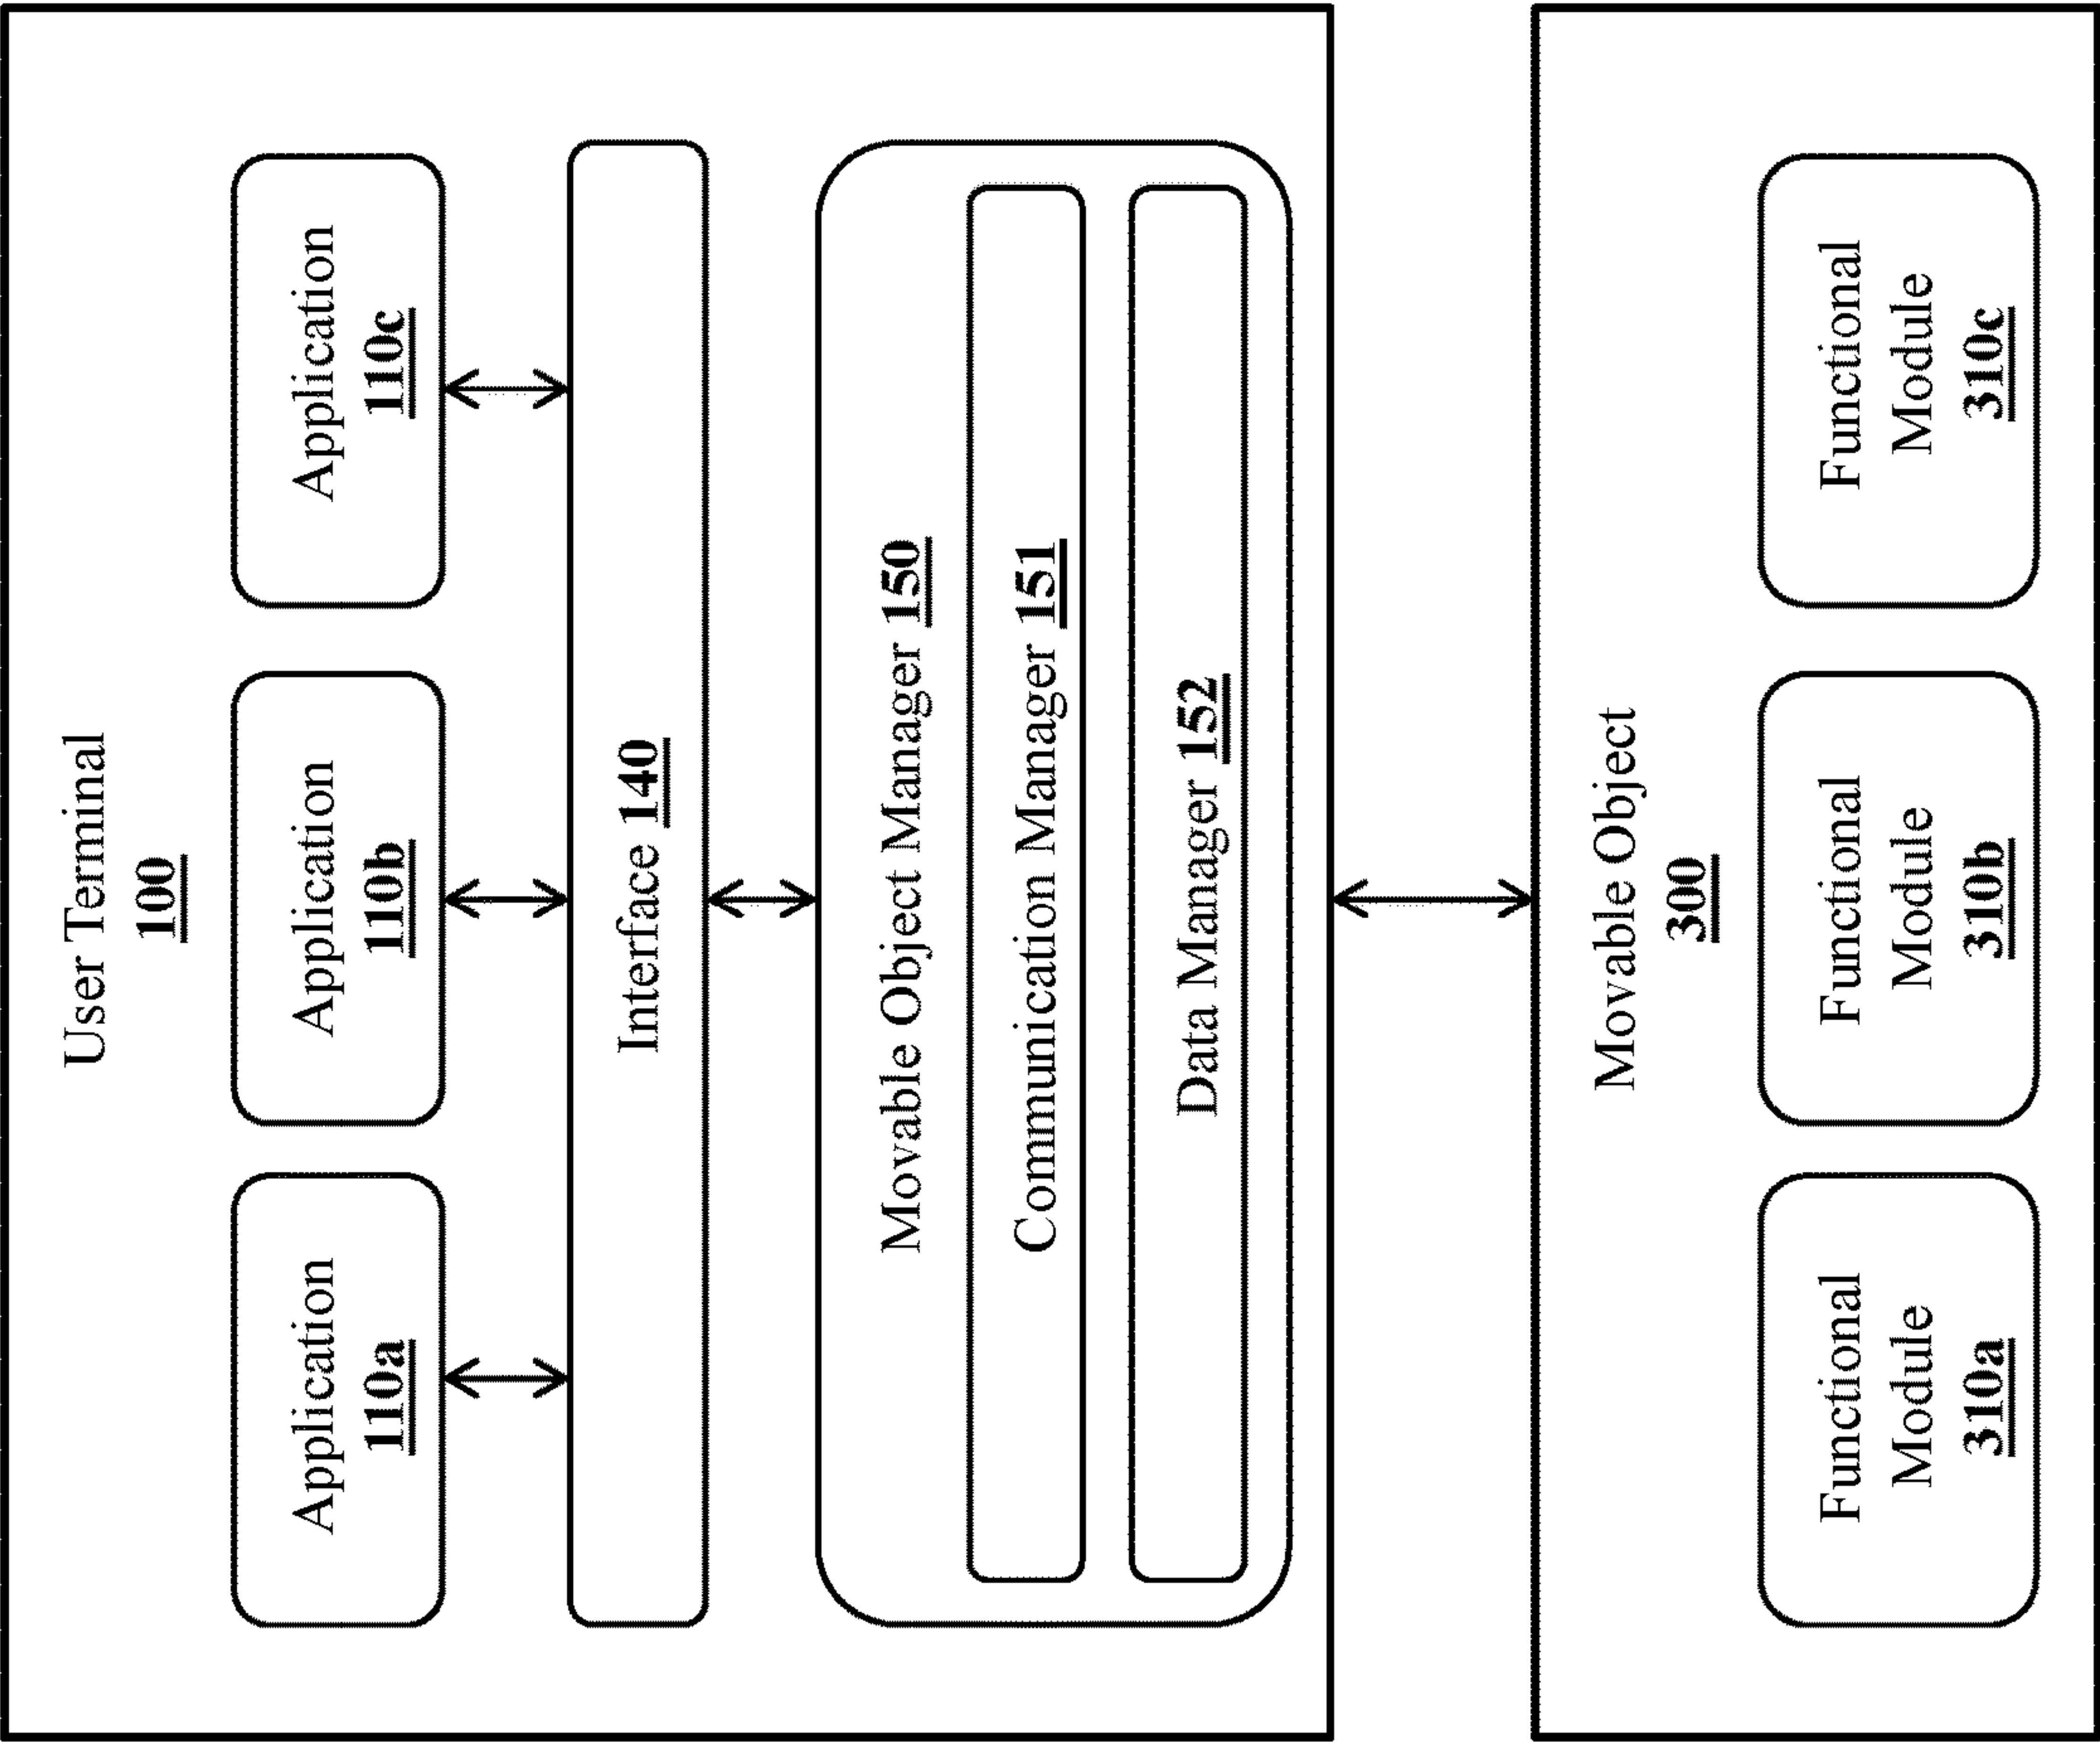 User Terminal
100
Application
110a
Application
110b
Application
110c
Interface 140
Movable Object Manager 150
Communication Manager 151
Data Manager 152
Movable Object
300
Functional
Module
310a
Functional
Module
310b
Functional
Module
310c